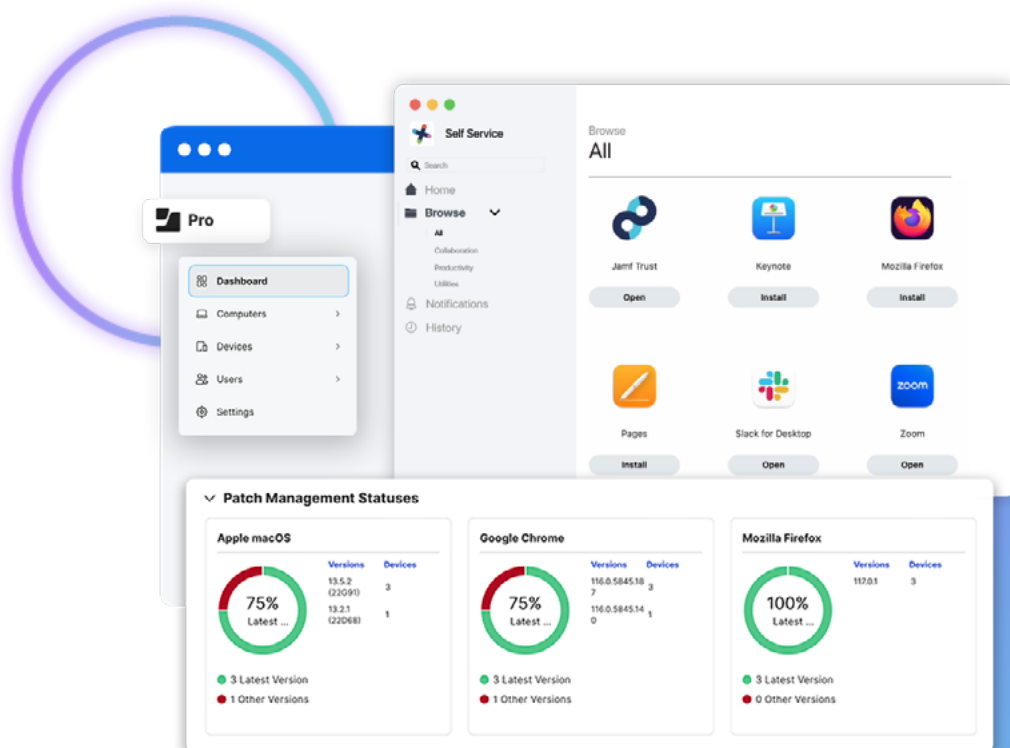 Pro
Dashboard
Computers
Devices
Users
Settings
Self Service
Search
Home
Browse
All
Collaboration
Productivity
Utilities
Notifications
History
Browse
All
Jamf Trust
Open
Keynote
Install
Mozilla Firefox
Install
Pages
Install
Slack for Desktop
Open
zoom
Zoom
Open
Patch Management Statuses
Apple macOS
75%
Latest ...
Versions Devices
13.5.2
(22G91) 3
13.2.1
(22D68) 1
3 Latest Version
1 Other Versions
Google Chrome
75%
Latest ...
Versions Devices
116.0.5845.18
7 3
116.0.5845.14
0 1
3 Latest Version
1 Other Versions
Mozilla Firefox
100%
Latest ...
Versions Devices
117.0.1 3
3 Latest Version
0 Other Versions